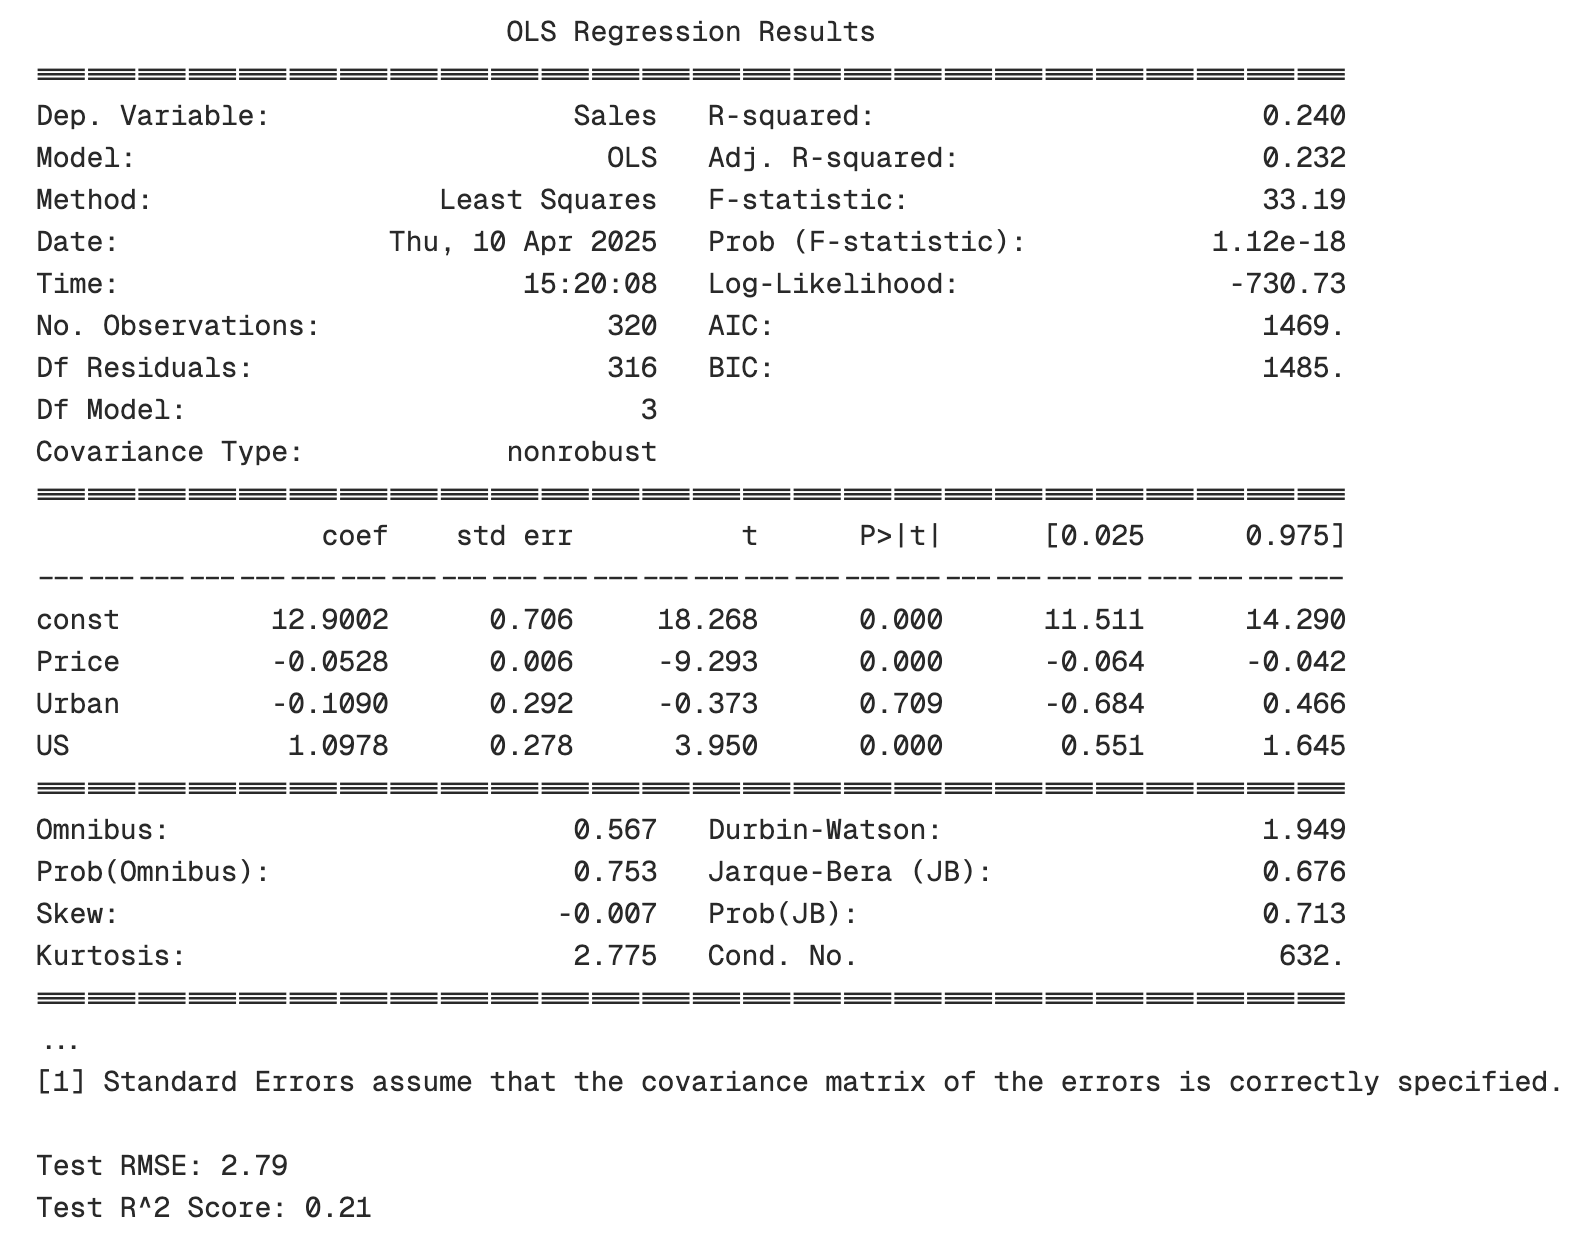 OLS Regression Results
==============================================================================
Dep. Variable:                  Sales   R-squared:                       0.240
Model:                            OLS   Adj. R-squared:                  0.232
Method:                 Least Squares   F-statistic:                     33.19
Date:                Thu, 10 Apr 2025   Prob (F-statistic):           1.12e-18
Time:                        15:20:08   Log-Likelihood:                -730.73
No. Observations:                 320   AIC:                             1469.
Df Residuals:                     316   BIC:                             1485.
Df Model:                           3
Covariance Type:            nonrobust
==============================================================================
                 coef    std err          t      P>|t|      [0.025      0.975]
------------------------------------------------------------------------------
const         12.9002      0.706     18.268      0.000      11.511      14.290
Price         -0.0528      0.006     -9.293      0.000      -0.064      -0.042
Urban         -0.1090      0.292     -0.373      0.709      -0.684       0.466
US             1.0978      0.278      3.950      0.000       0.551       1.645
==============================================================================
Omnibus:                        0.567   Durbin-Watson:                   1.949
Prob(Omnibus):                  0.753   Jarque-Bera (JB):                0.676
Skew:                          -0.007   Prob(JB):                        0.713
Kurtosis:                       2.775   Cond. No.                         632.
==============================================================================
...
[1] Standard Errors assume that the covariance matrix of the errors is correctly specified.
Test RMSE: 2.79
Test R^2 Score: 0.21